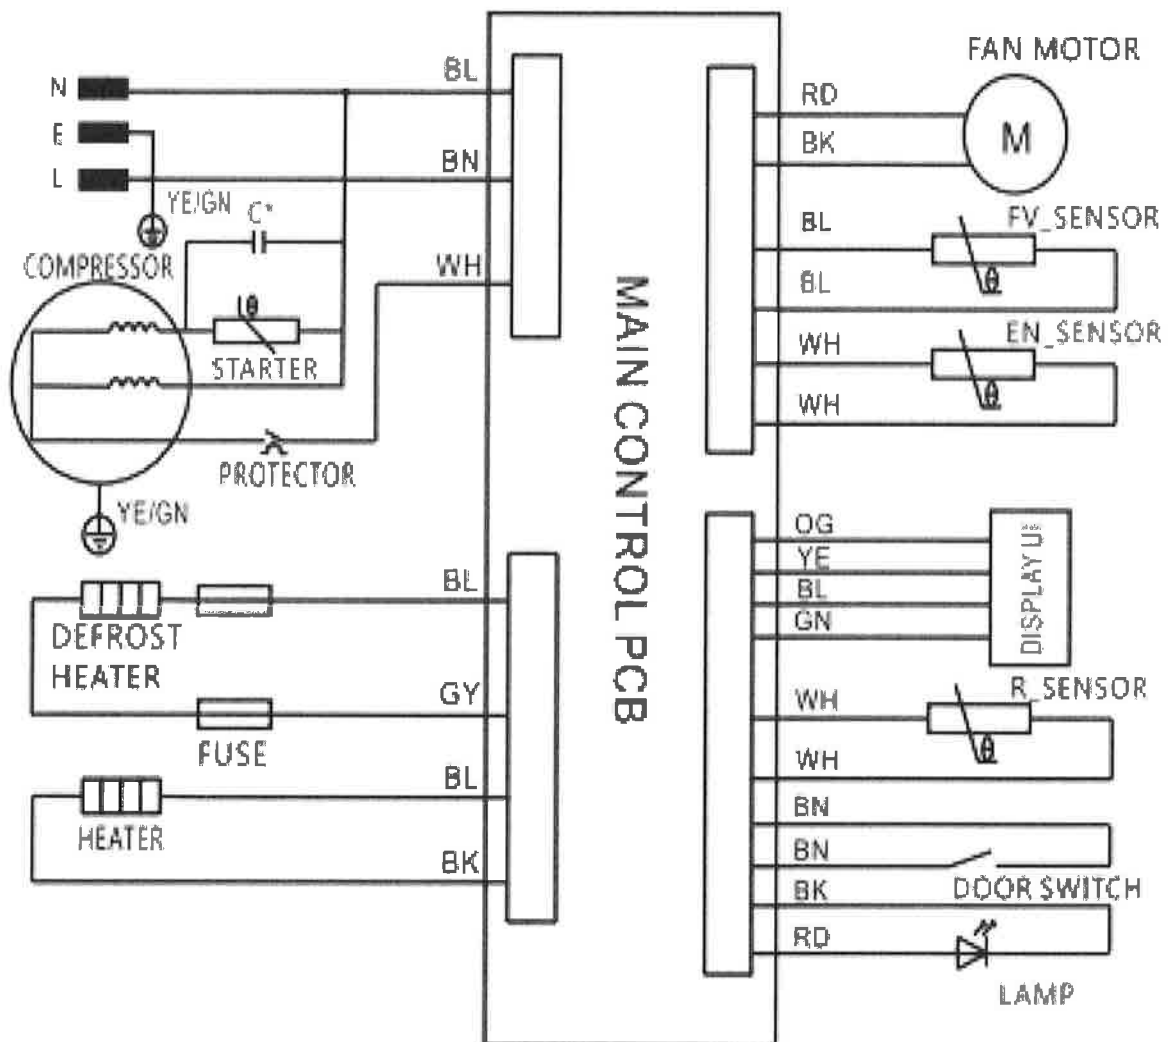 N
E
L
BL
BN
YE/GN
C*
COMPRESSOR
WH
θ
STARTER
PROTECTOR
YE/GN
BL
DEFROST
HEATER
GY
FUSE
BL
HEATER
BK
MAIN CONTROL PCB
FAN MOTOR
RD
BK
M
BL
FV_SENSOR
θ
BL
WH
EN_SENSOR
θ
WH
OG
YE
BL
GN
DISPLAY
WH
R_SENSOR
θ
WH
BN
BN
DOOR SWITCH
BK
RD
LAMP